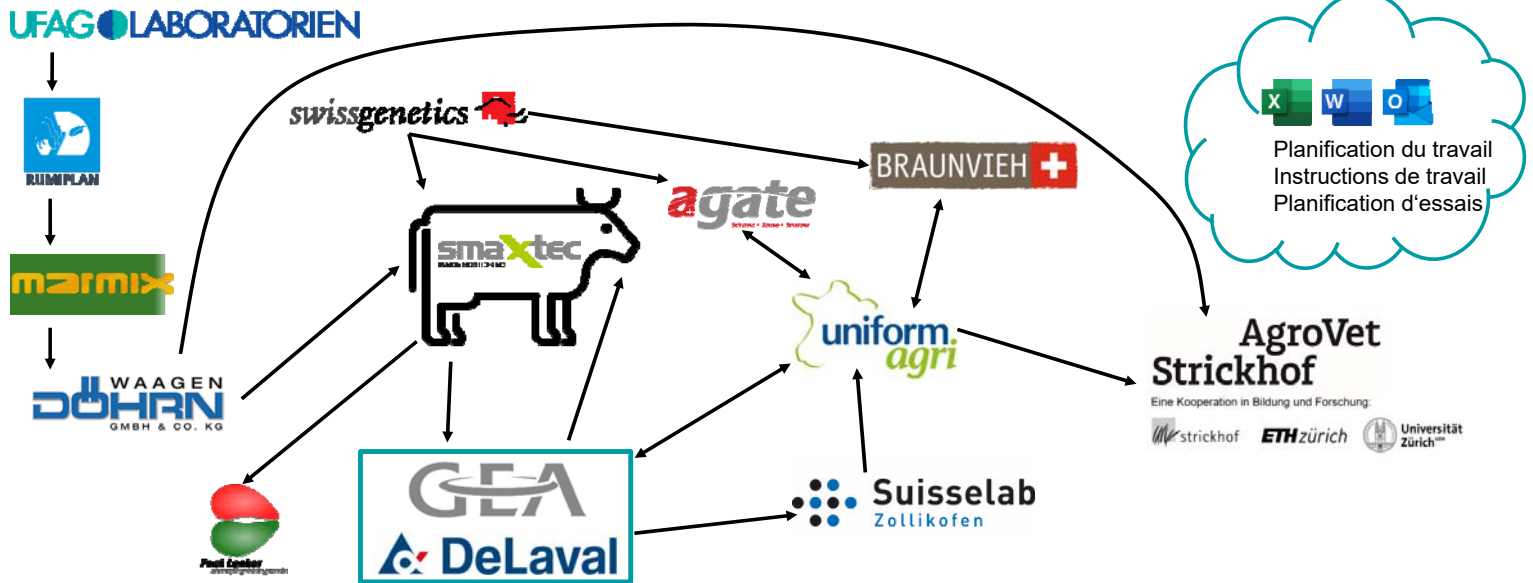 UFAG LABORATORIEN
RUMIPLAN
marmix
WAAGEN
DÖHRN
GMBH & CO. KG
swissgenetics
smaXtec
agate
BRAUNVIEH
X W O
Planification du travail
Instructions de travail
Planification d‘essais
uniform.
agri
AgroVet
Strickhof
Eine Kooperation in Bildung und Forschung:
strickhof ETH zürich Universität
Zürich
GEA
DeLaval
Suisselab
Zollikofen